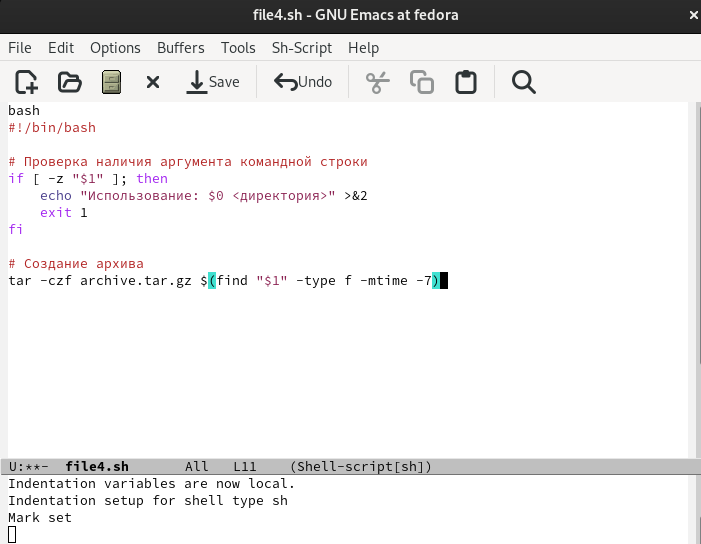 file4.sh - GNU Emacs at fedora
File Edit Options Buffers Tools Sh-Script Help
Save Undo
bash
#!/bin/bash
# Проверка наличия аргумента командной строки
if [ -z "$1" ]; then
    echo "Использование: $0 <директория>" >&2
    exit 1
fi
# Создание архива
tar -czf archive.tar.gz $(find "$1" -type f -mtime -7)
U:**-  file4.sh       All   L11    (Shell-script[sh])
Indentation variables are now local.
Indentation setup for shell type sh
Mark set